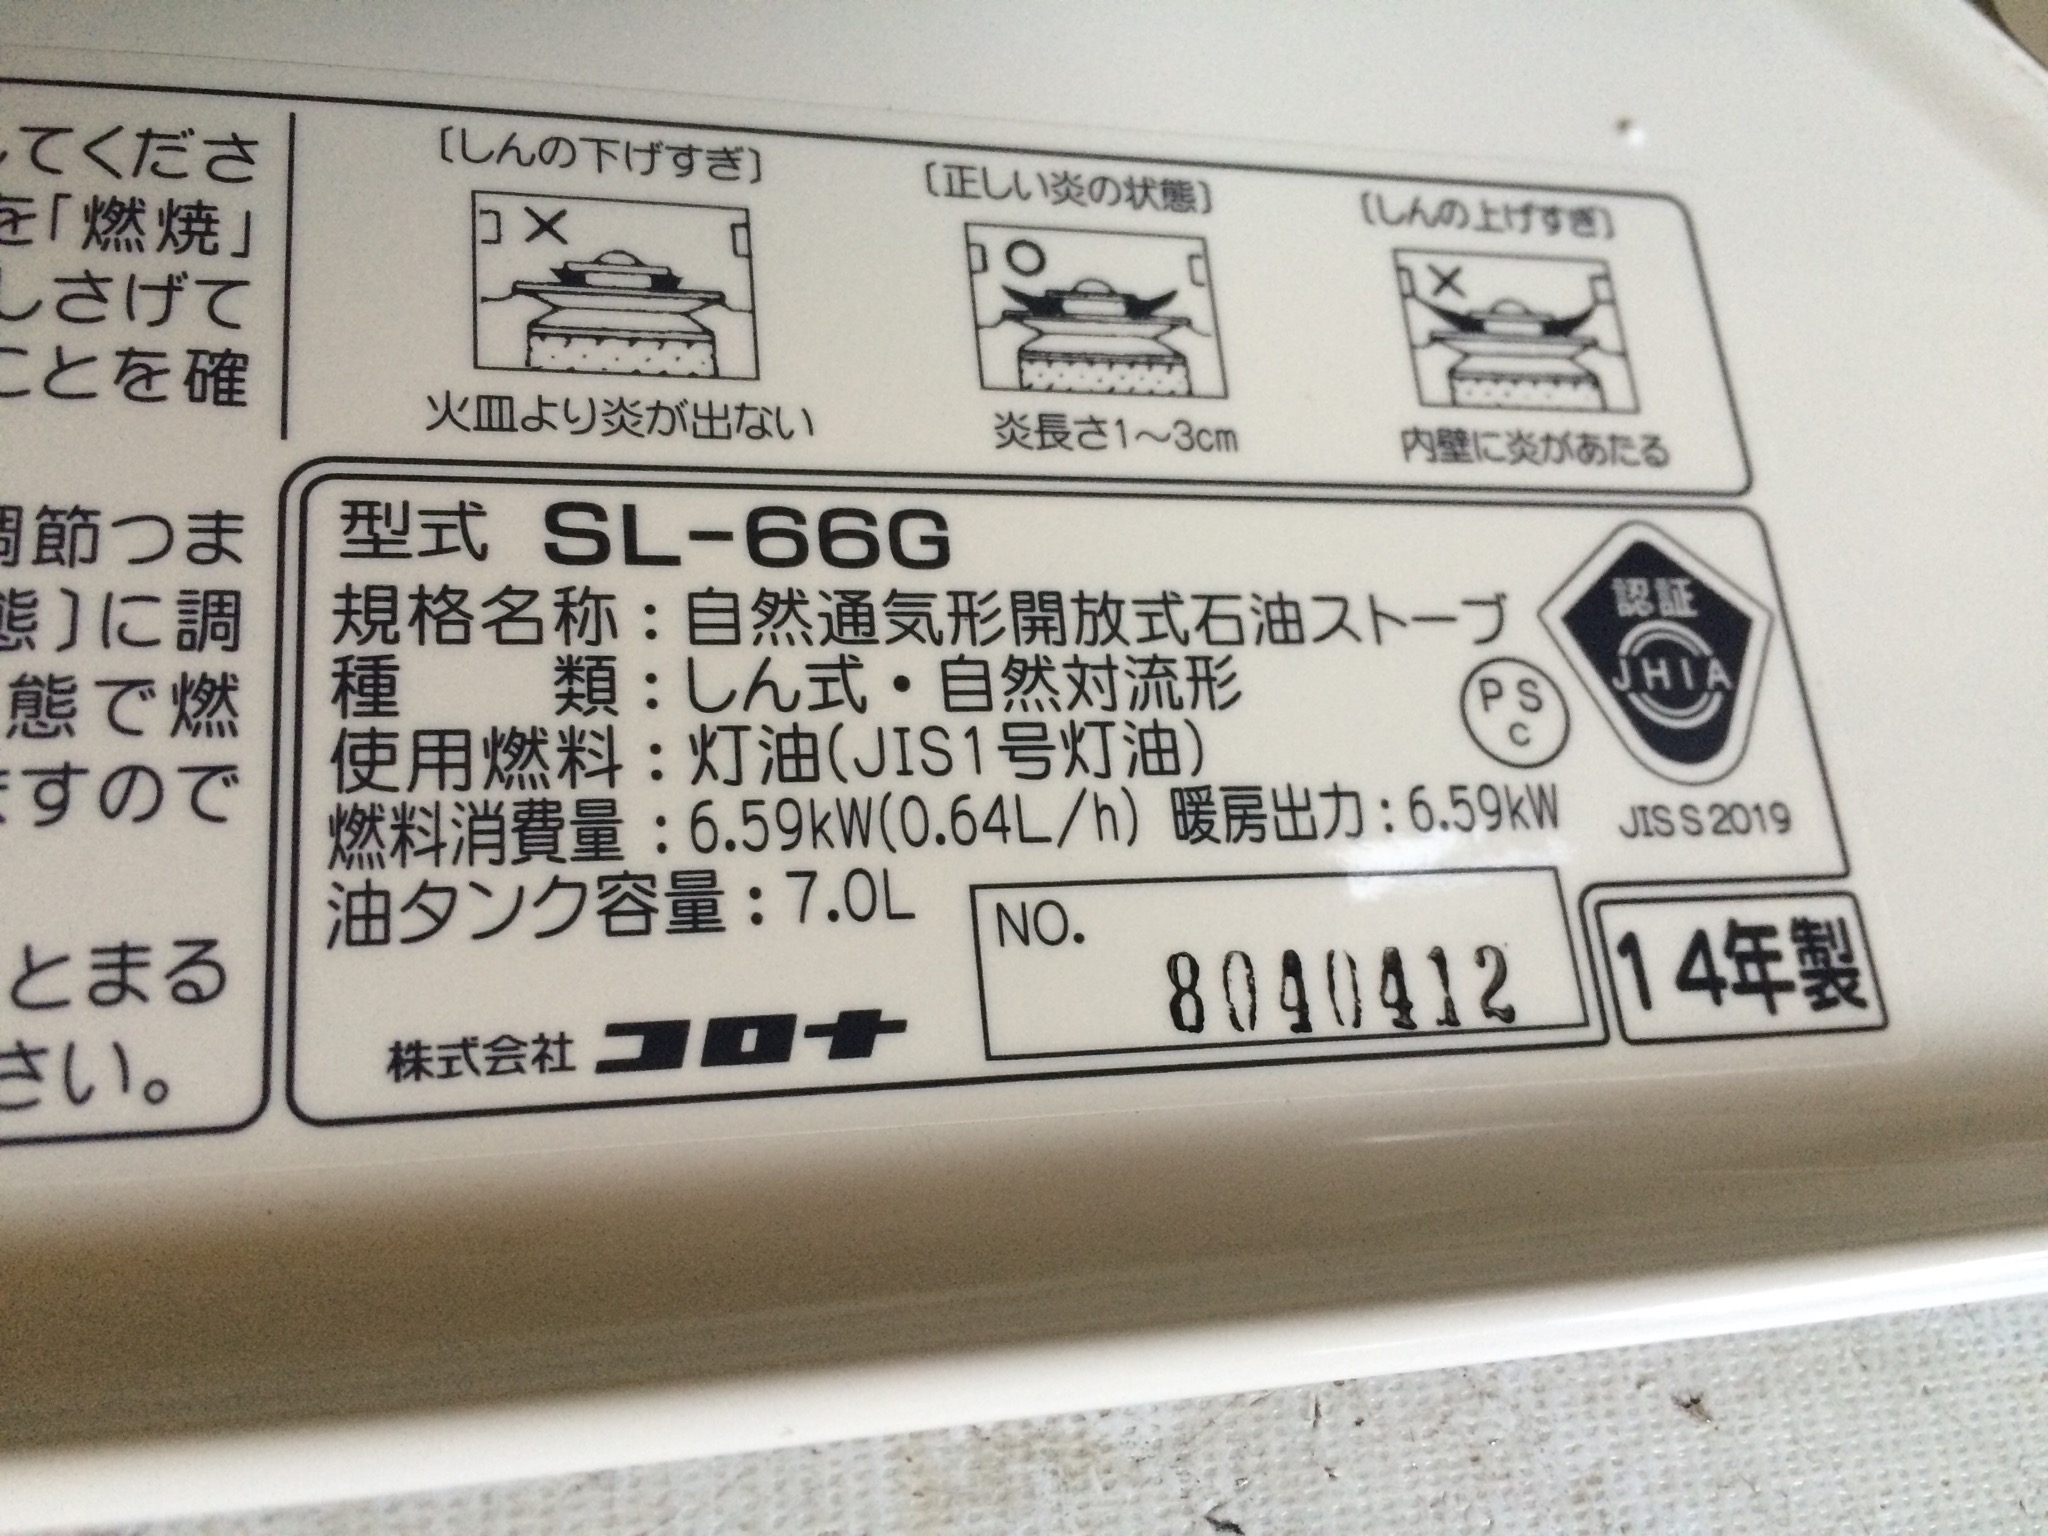 してくださ
を「燃焼」
しさげて
ことを確
調節つま
態〕に調
態で燃
ますので
とまる
さい。
〔しんの下げすぎ〕
火皿より炎が出ない
〔正しい炎の状態〕
炎長さ1〜3cm
〔しんの上げすぎ〕
内壁に炎があたる
型式 SL-66G
規格名称：自然通気形開放式石油ストーブ
種 類：しん式・自然対流形
使用燃料：灯油(JIS1号灯油)
燃料消費量：6.59kW(0.64L/h) 暖房出力：6.59kW
油タンク容量：7.0L
株式会社 コロナ
NO.
8040412
PS
C
認証
JHIA
JIS S 2019
14年製